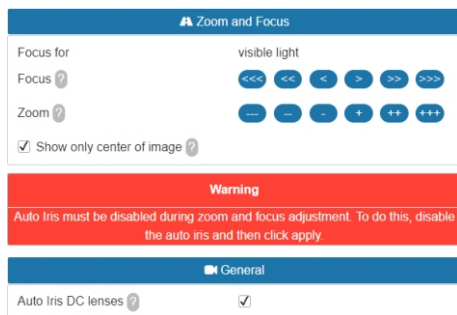 Zoom and Focus
Focus for visible light
Focus ? <<< << < > >> >>>
Zoom ? --- -- - + ++ +++
Show only center of image ?
Warning
Auto Iris must be disabled during zoom and focus adjustment. To do this, disable
the auto iris and then click apply.
General
Auto Iris DC lenses ?